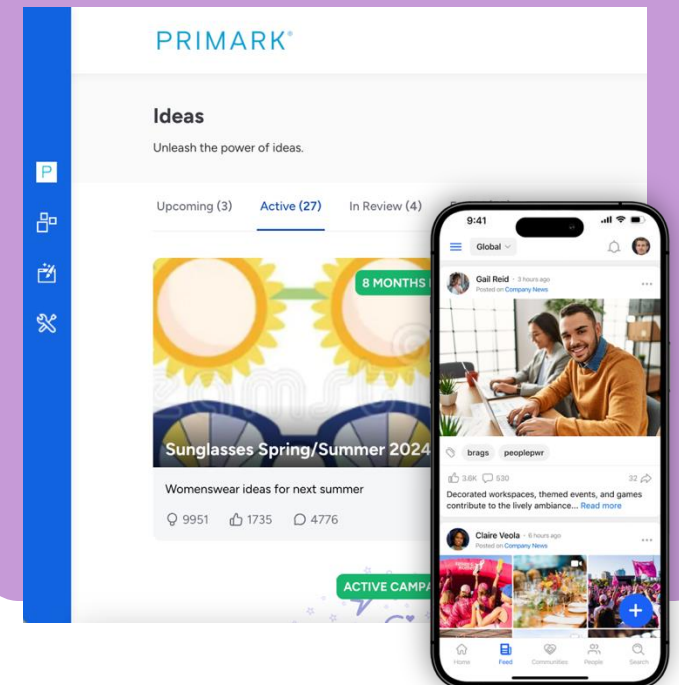 PRIMARK®
Ideas
Unleash the power of ideas.
P
Upcoming (3) Active (27) In Review (4)
8 MONTHS
Sunglasses Spring/Summer 2024
Womenswear ideas for next summer
9951 1735 4776
ACTIVE
9:41
Global
Gail Reid · 3 hours ago
Posted on Company News
brags peoplepwr
3.6K 530 32
Decorated workspaces, themed events, and games
contribute to the lively ambiance... Read more
Claire Veola · 6 hours ago
Posted on Company News
Home Feed Communities People Search